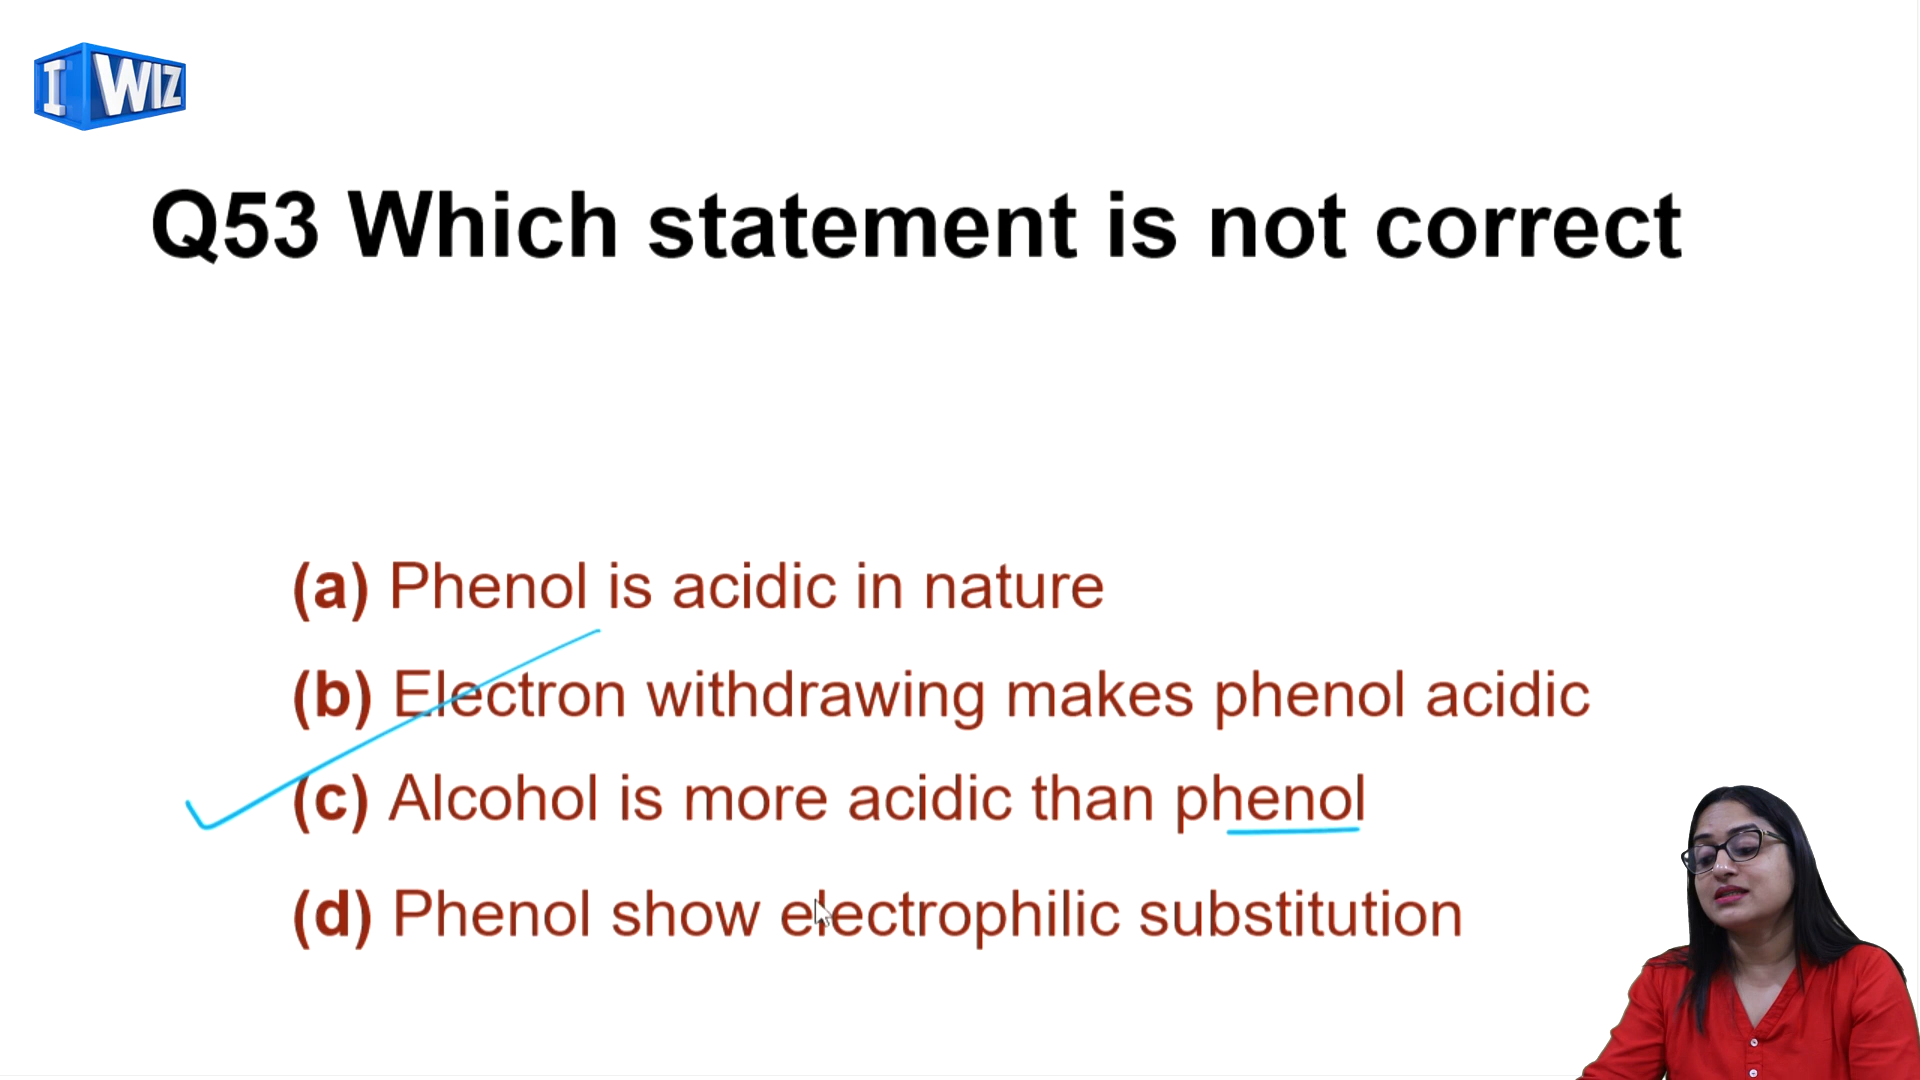 I WIZ
Q53 Which statement is not correct
(a) Phenol is acidic in nature
(b) Electron withdrawing makes phenol acidic
(c) Alcohol is more acidic than phenol
(d) Phenol show electrophilic substitution